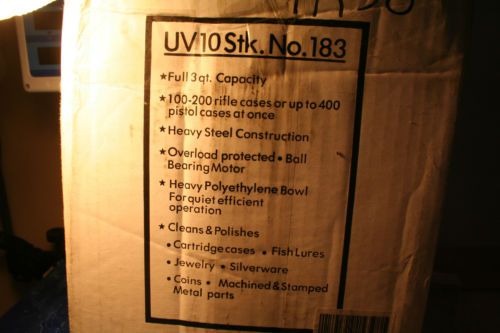 UV10 Stk. No. 183
★Full 3 qt. Capacity
★100-200 rifle cases or up to 400
pistol cases at once
★Heavy Steel Construction
★Overload protected • Ball
Bearing Motor
★ Heavy Polyethylene Bowl
For quiet efficient
operation
★ Cleans & Polishes
• Cartridge cases • Fish Lures
• Jewelry • Silverware
• Coins • Machined & Stamped
Metal parts